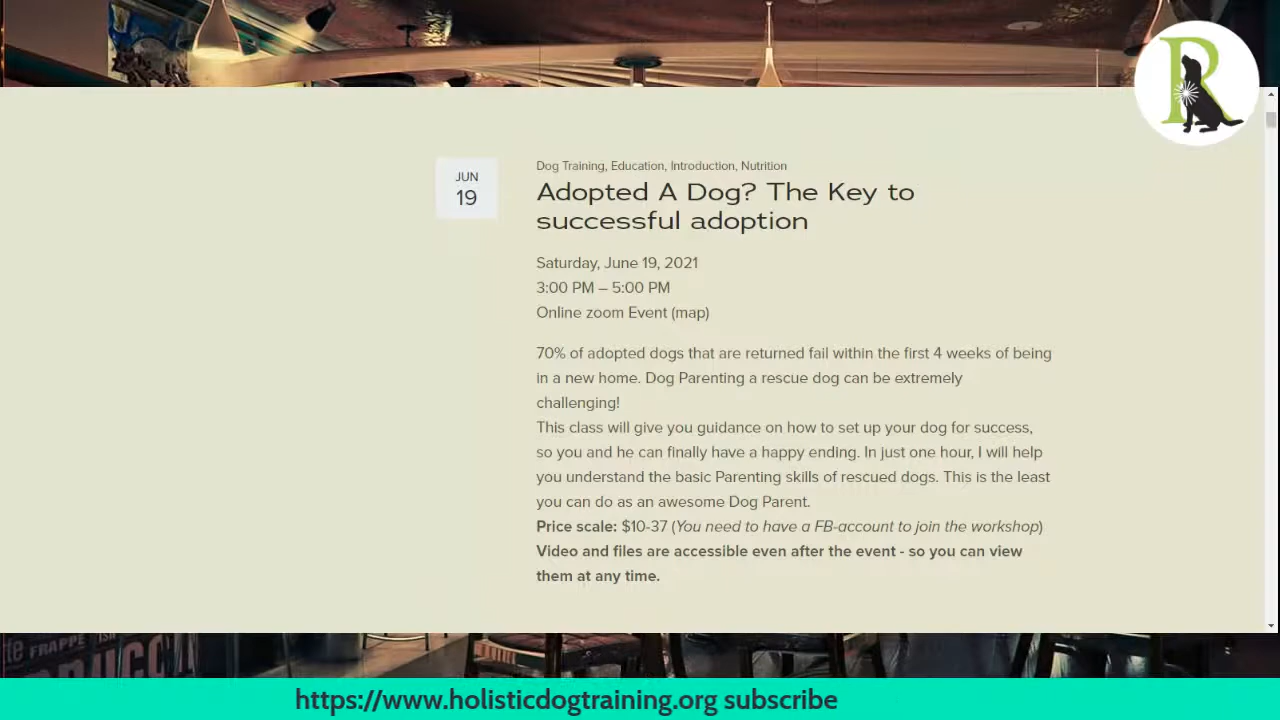 R
JUN
19
Dog Training, Education, Introduction, Nutrition
Adopted A Dog? The Key to
successful adoption
Saturday, June 19, 2021
3:00 PM – 5:00 PM
Online zoom Event (map)
70% of adopted dogs that are returned fail within the first 4 weeks of being
in a new home. Dog Parenting a rescue dog can be extremely
challenging!
This class will give you guidance on how to set up your dog for success,
so you and he can finally have a happy ending. In just one hour, I will help
you understand the basic Parenting skills of rescued dogs. This is the least
you can do as an awesome Dog Parent.
Price scale: $10-37 (You need to have a FB-account to join the workshop)
Video and files are accessible even after the event - so you can view
them at any time.
FRAPPE
https://www.holisticdogtraining.org subscribe